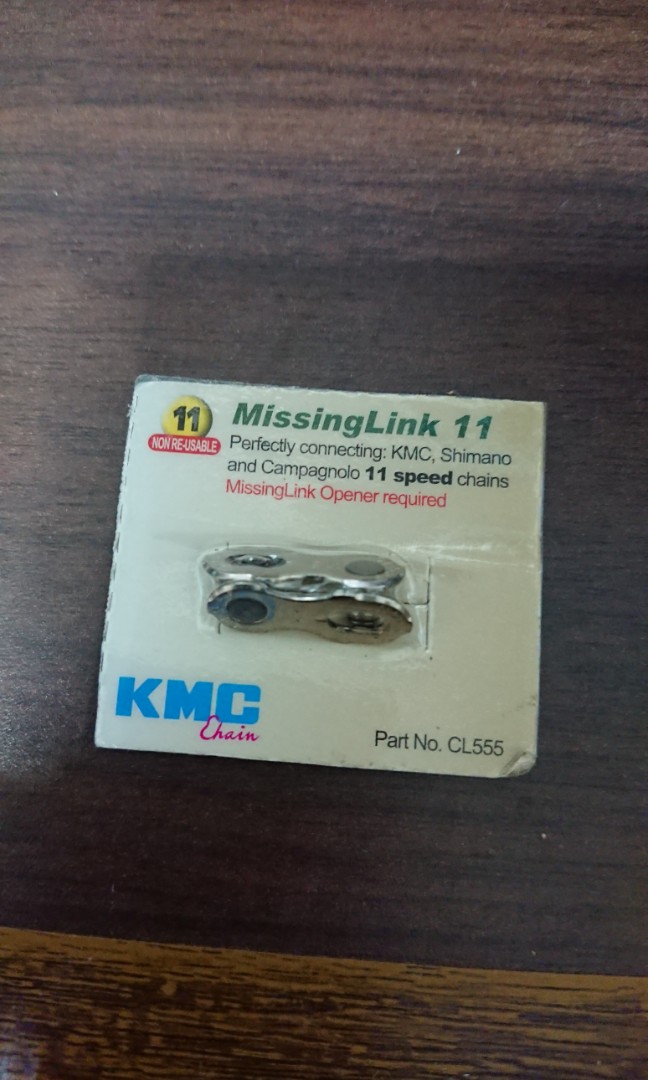 11
NON RE-USABLE
MissingLink 11
Perfectly connecting: KMC, Shimano
and Campagnolo 11 speed chains
MissingLink Opener required
KMC
Chain
Part No. CL555